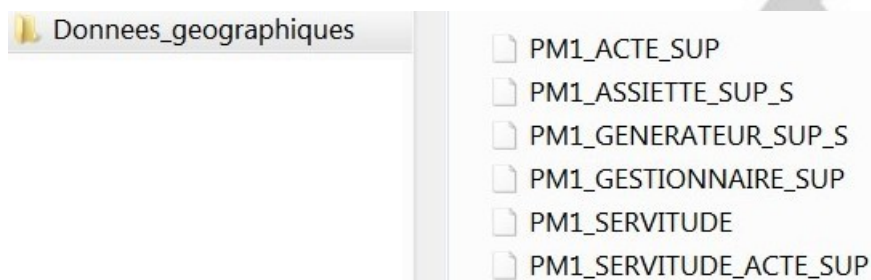 Donnees_geographiques
PM1_ACTE_SUP
PM1_ASSIETTE_SUP_S
PM1_GENERATEUR_SUP_S
PM1_GESTIONNAIRE_SUP
PM1_SERVITUDE
PM1_SERVITUDE_ACTE_SUP